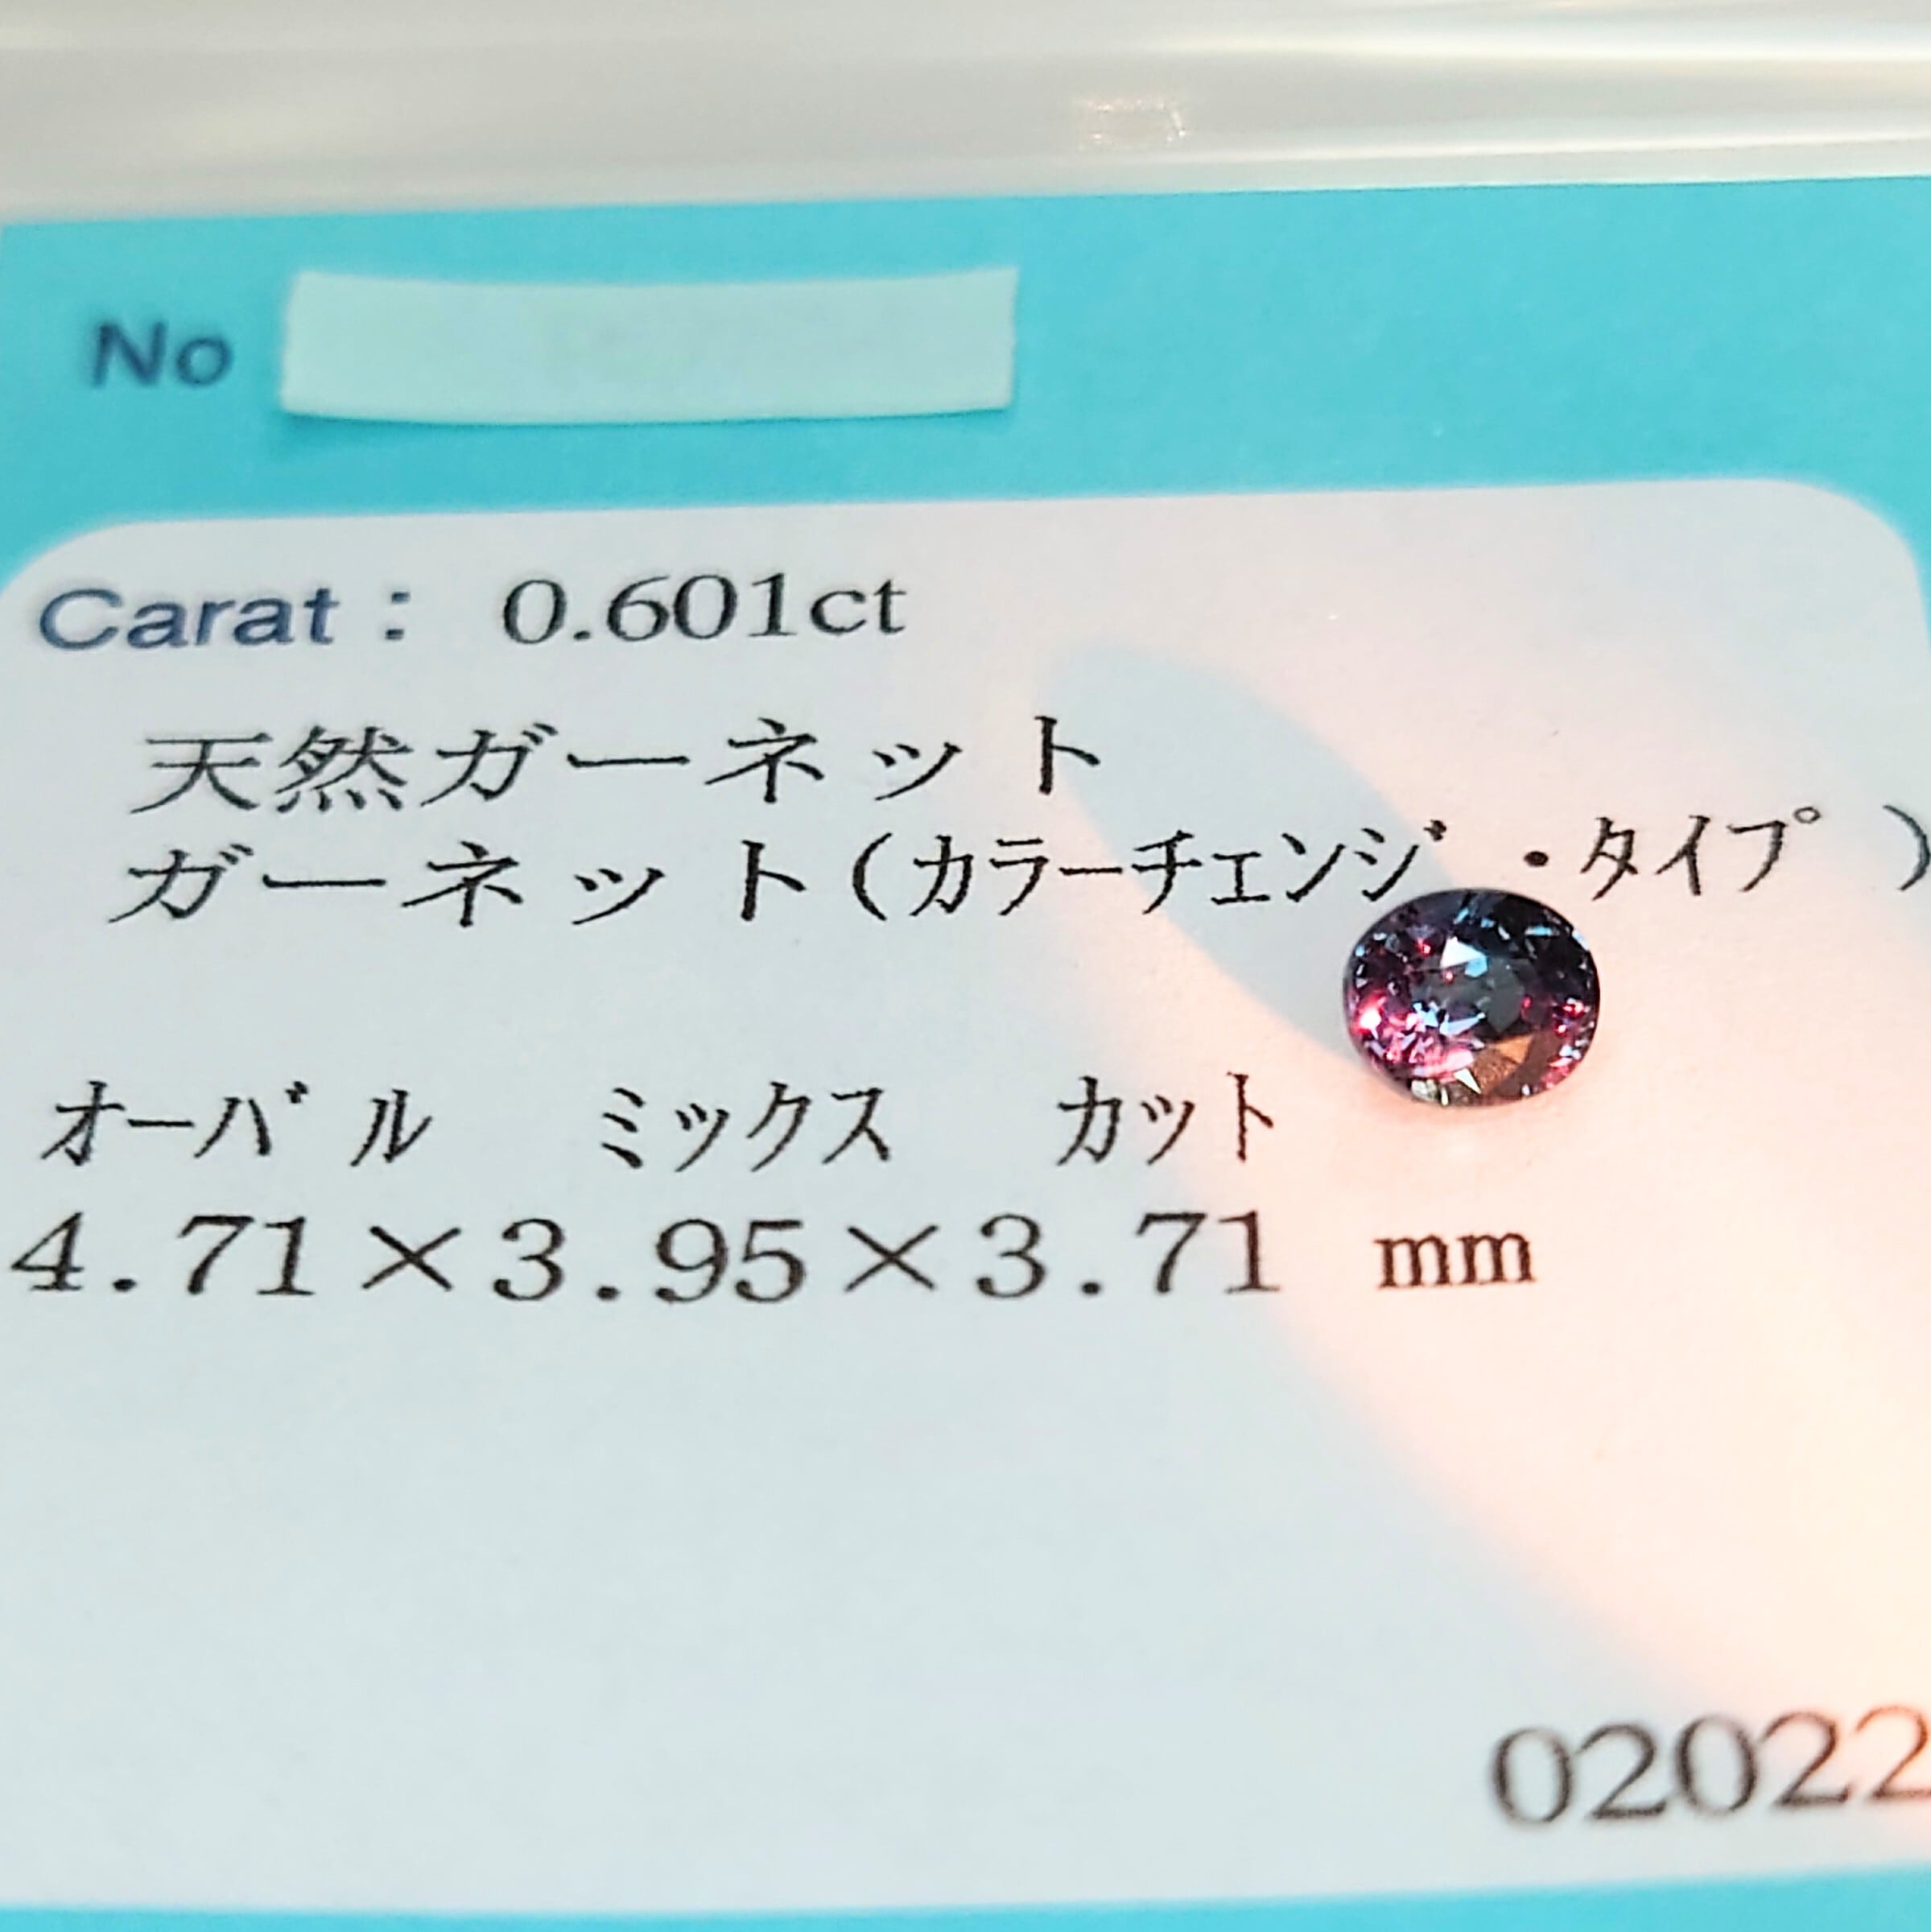 No
Carat : 0.601ct
天然ガーネット
ガーネット(カラーチェンジ・タイプ)
オーバル ミックス カット
4.71×3.95×3.71 mm
02022